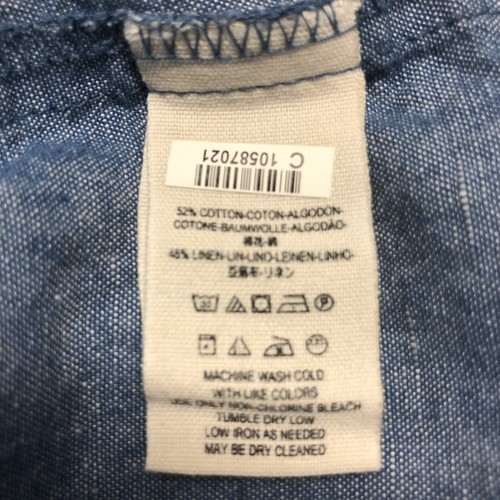 C 10587021
52% COTTON-COTON-ALGODON-
COTONE-BAUMWOLLE-ALGODÃO-
棉花-綿
48% LINEN-LIN-LINO-LEINEN-LINHO-
亞麻布-リネン
MACHINE WASH COLD
WITH LIKE COLORS
USE ONLY NON-CHLORINE BLEACH
TUMBLE DRY LOW
LOW IRON AS NEEDED
MAY BE DRY CLEANED